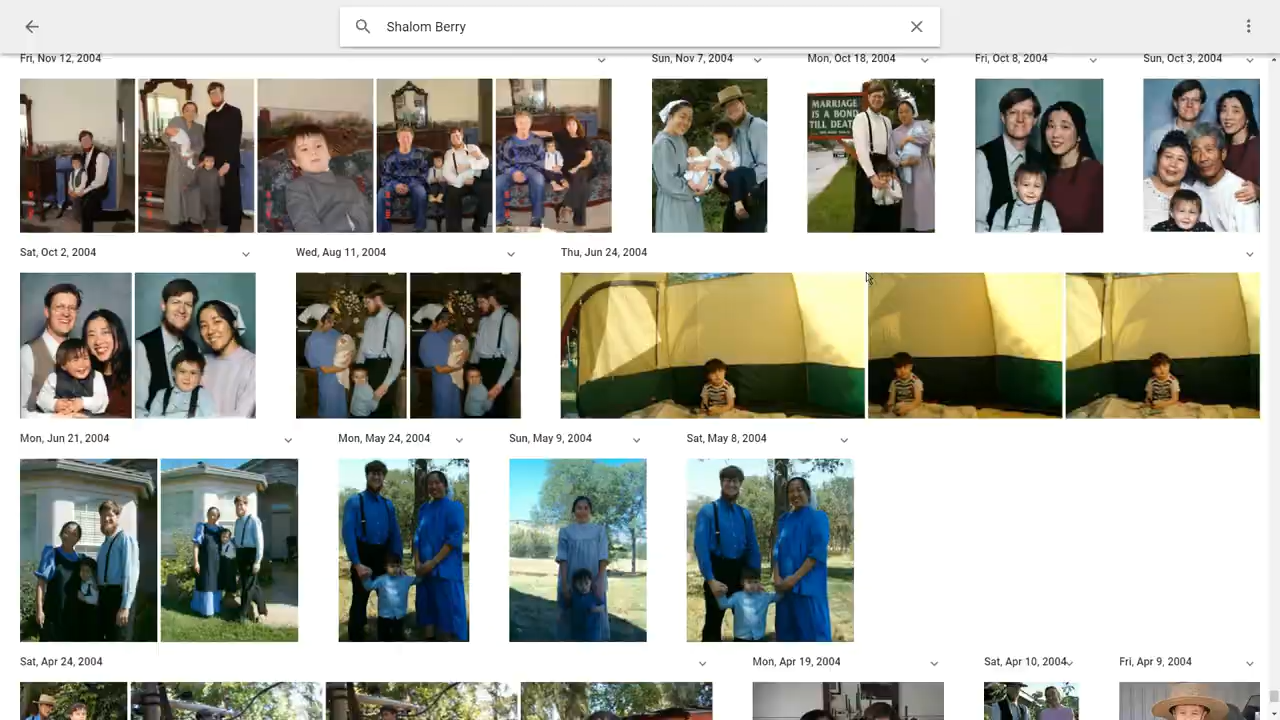 Shalom Berry
Fri, Nov 12, 2004
Sun, Nov 7, 2004
Mon, Oct 18, 2004
Fri, Oct 8, 2004
Sun, Oct 3, 2004
MARRIAGE
IS A BOND
TILL DEATH
Sat, Oct 2, 2004
Wed, Aug 11, 2004
Thu, Jun 24, 2004
Mon, Jun 21, 2004
Mon, May 24, 2004
Sun, May 9, 2004
Sat, May 8, 2004
Sat, Apr 24, 2004
Mon, Apr 19, 2004
Sat, Apr 10, 2004
Fri, Apr 9, 2004